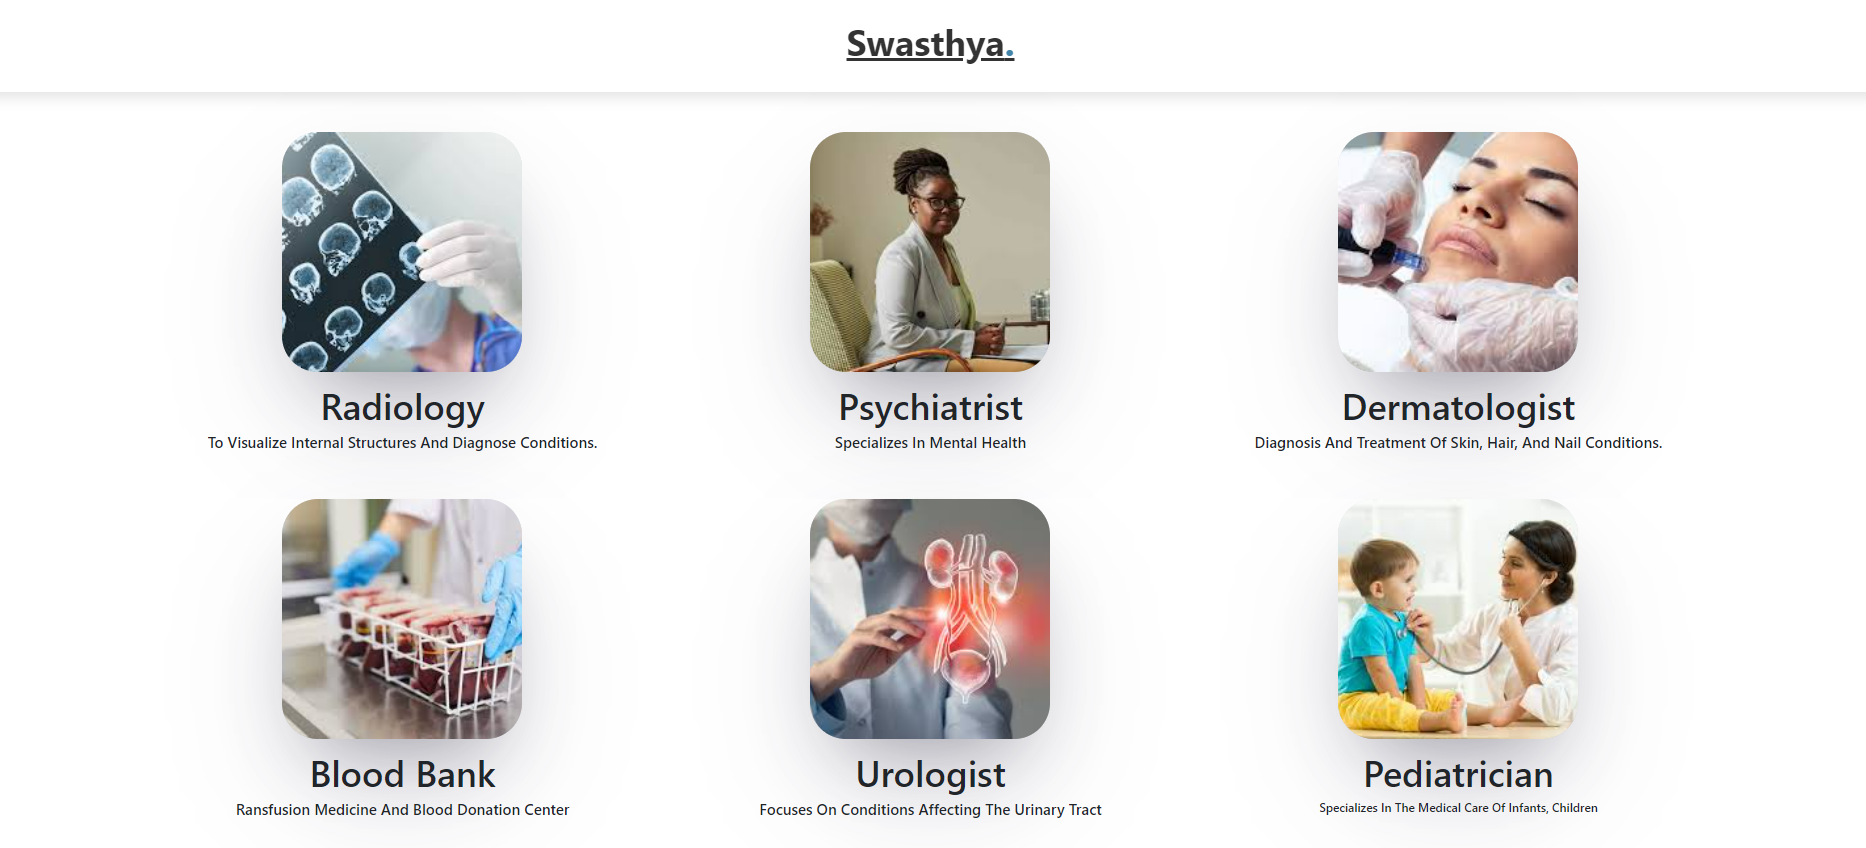 Swasthya.
Radiology
To Visualize Internal Structures And Diagnose Conditions.
Psychiatrist
Specializes In Mental Health
Dermatologist
Diagnosis And Treatment Of Skin, Hair, And Nail Conditions.
Blood Bank
Ransfusion Medicine And Blood Donation Center
Urologist
Focuses On Conditions Affecting The Urinary Tract
Pediatrician
Specializes In The Medical Care Of Infants, Children